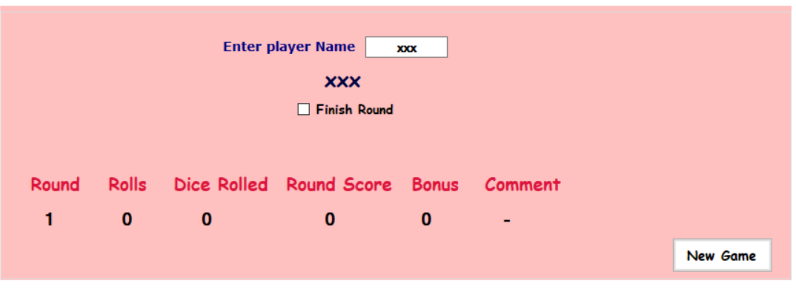 Enter player Name xxx
xxx
Finish Round
Round Rolls Dice Rolled Round Score Bonus Comment
1 0 0 0 0 -
New Game